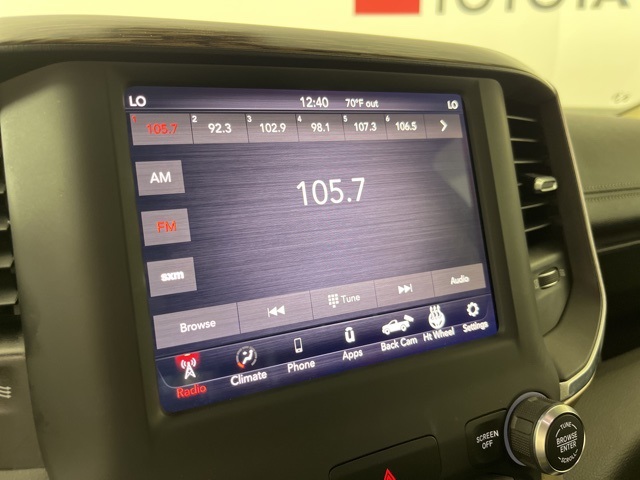 TOYOTA
LO 12:40 70°F out LO
1 105.7 2 92.3 3 102.9 4 98.1 5 107.3 6 106.5
AM
105.7
FM
sxm
Browse Tune Audio
Radio Climate Phone Apps Back Cam Ht Wheel Settings
SCREEN OFF
TUNE
BROWSE
ENTER
SCROLL